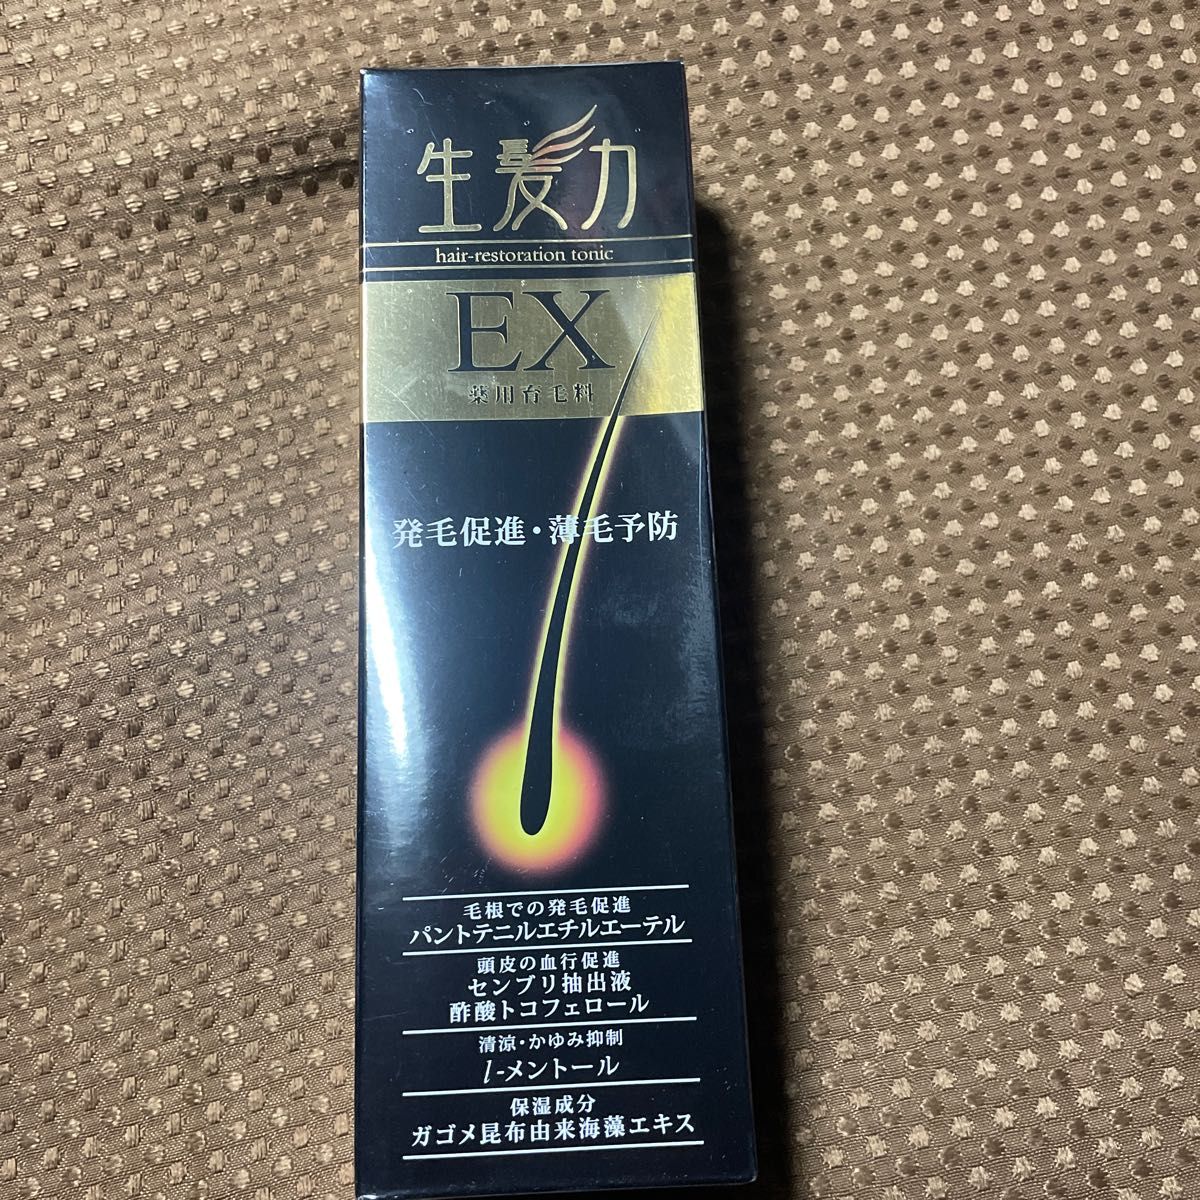 生髪力
hair-restoration tonic
EX
薬用育毛料
発毛促進・薄毛予防
毛根での発毛促進
パントテニルエチルエーテル
頭皮の血行促進
センブリ抽出液
酢酸トコフェロール
清涼・かゆみ抑制
l-メントール
保湿成分
ガゴメ昆布由来海藻エキス